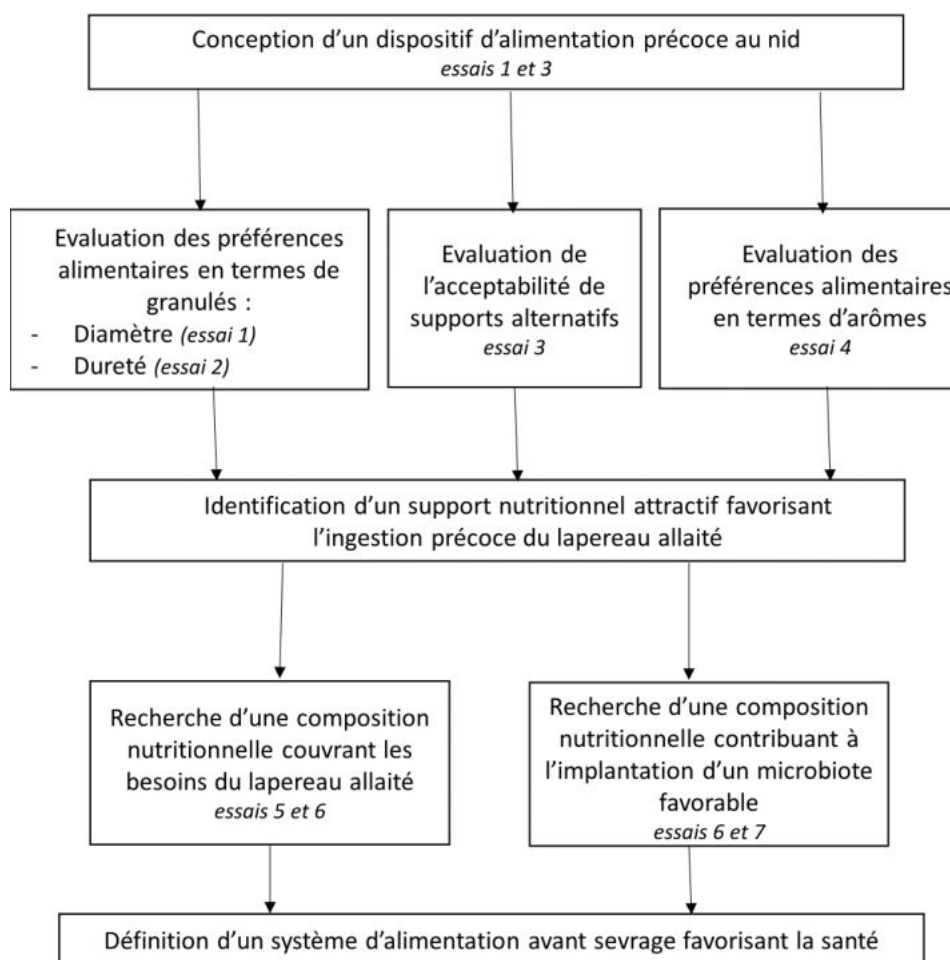 Conception d'un dispositif d'alimentation précoce au nid
essais 1 et 3
Evaluation des préférences
alimentaires en termes de
granulés :
- Diamètre (essai 1)
- Dureté (essai 2)
Evaluation de
l'acceptabilité de
supports alternatifs
essai 3
Evaluation des
préférences alimentaires
en termes d'arômes
essai 4
Identification d'un support nutritionnel attractif favorisant
l'ingestion précoce du lapereau allaité
Recherche d'une composition
nutritionnelle couvrant les
besoins du lapereau allaité
essais 5 et 6
Recherche d'une composition
nutritionnelle contribuant à
l'implantation d'un microbiote
favorable
essais 6 et 7
Définition d'un système d'alimentation avant sevrage favorisant la santé